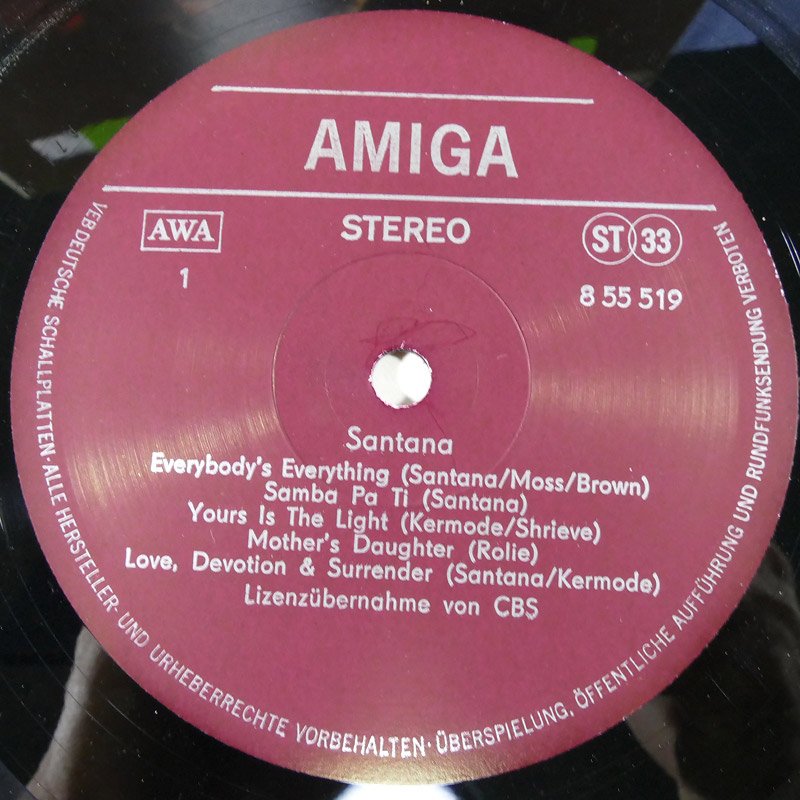 AMIGA
AWA
STEREO
ST 33
1
8 55 519
Santana
Everybody's Everything (Santana/Moss/Brown)
Samba Pa Ti (Santana)
Yours Is The Light (Kermode/Shrieve)
Mother's Daughter (Rolie)
Love, Devotion & Surrender (Santana/Kermode)
Lizenzübernahme von CBS
VEB DEUTSCHE SCHALLPLATTEN · ALLE HERSTELLER- UND URHEBERRECHTE VORBEHALTEN · ÜBERSPIELUNG, ÖFFENTLICHE AUFFÜHRUNG UND RUNDFUNKSENDUNG VERBOTEN